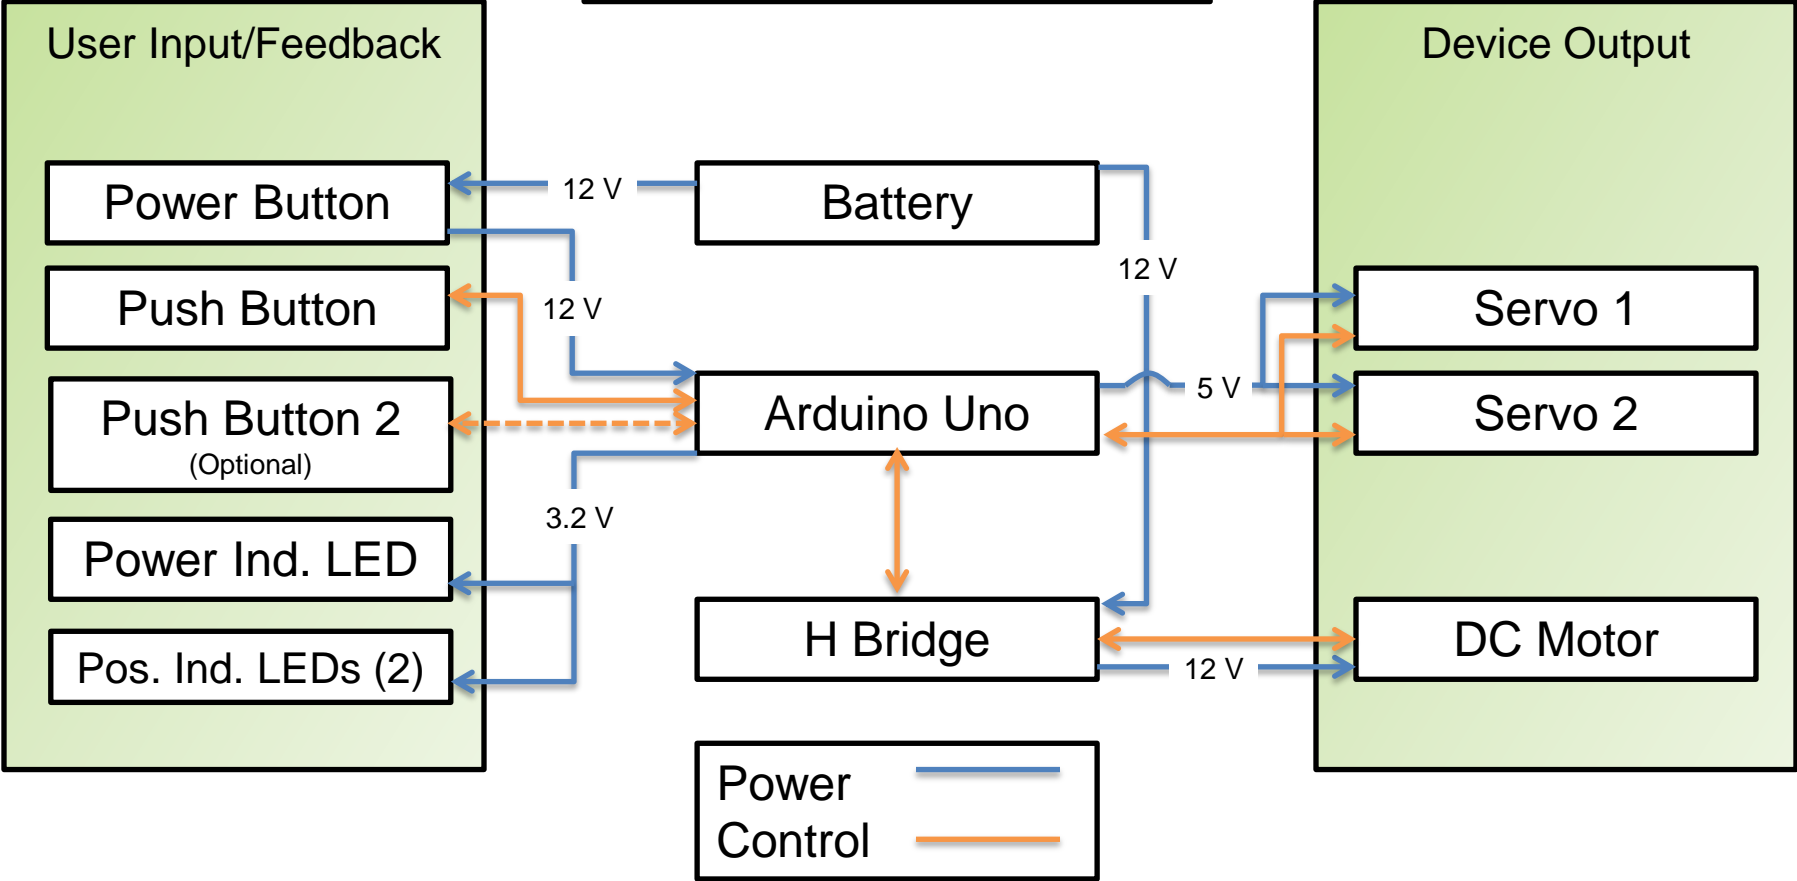 User Input/Feedback
Device Output
Power Button
12 V
Battery
12 V
Push Button
12 V
Servo 1
Push Button 2
(Optional)
Arduino Uno
5 V
Servo 2
3.2 V
Power Ind. LED
H Bridge
DC Motor
Pos. Ind. LEDs (2)
12 V
Power
Control